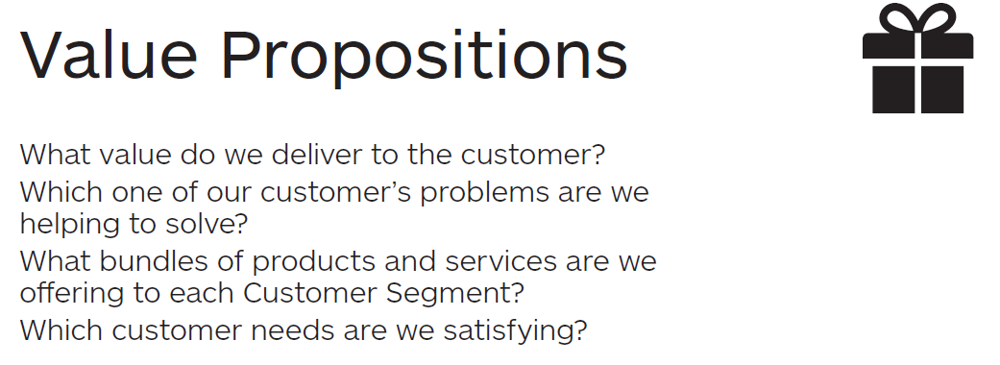 Value Propositions
What value do we deliver to the customer?
Which one of our customer’s problems are we
helping to solve?
What bundles of products and services are we
offering to each Customer Segment?
Which customer needs are we satisfying?